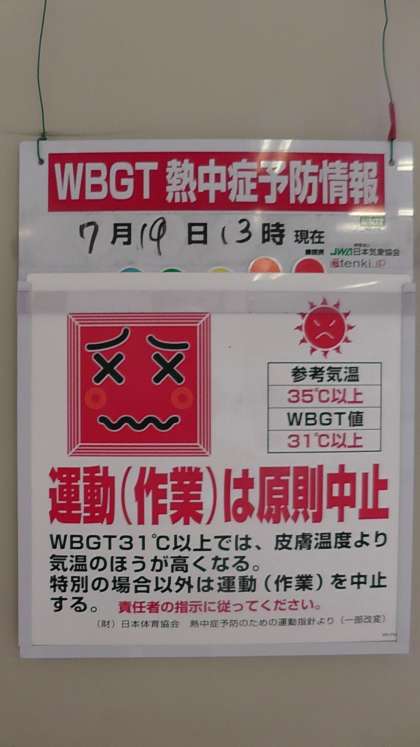 WBGT 熱中症予防情報
7月19日13時 現在
JWA日本気象協会
tenki.jp
参考気温
35℃以上
WBGT値
31℃以上
運動(作業)は原則中止
WBGT31℃以上では、皮膚温度より
気温のほうが高くなる。
特別の場合以外は運動(作業)を中止
する。 責任者の指示に従ってください。
(財)日本体育協会 熱中症予防のための運動指針より(一部改変)